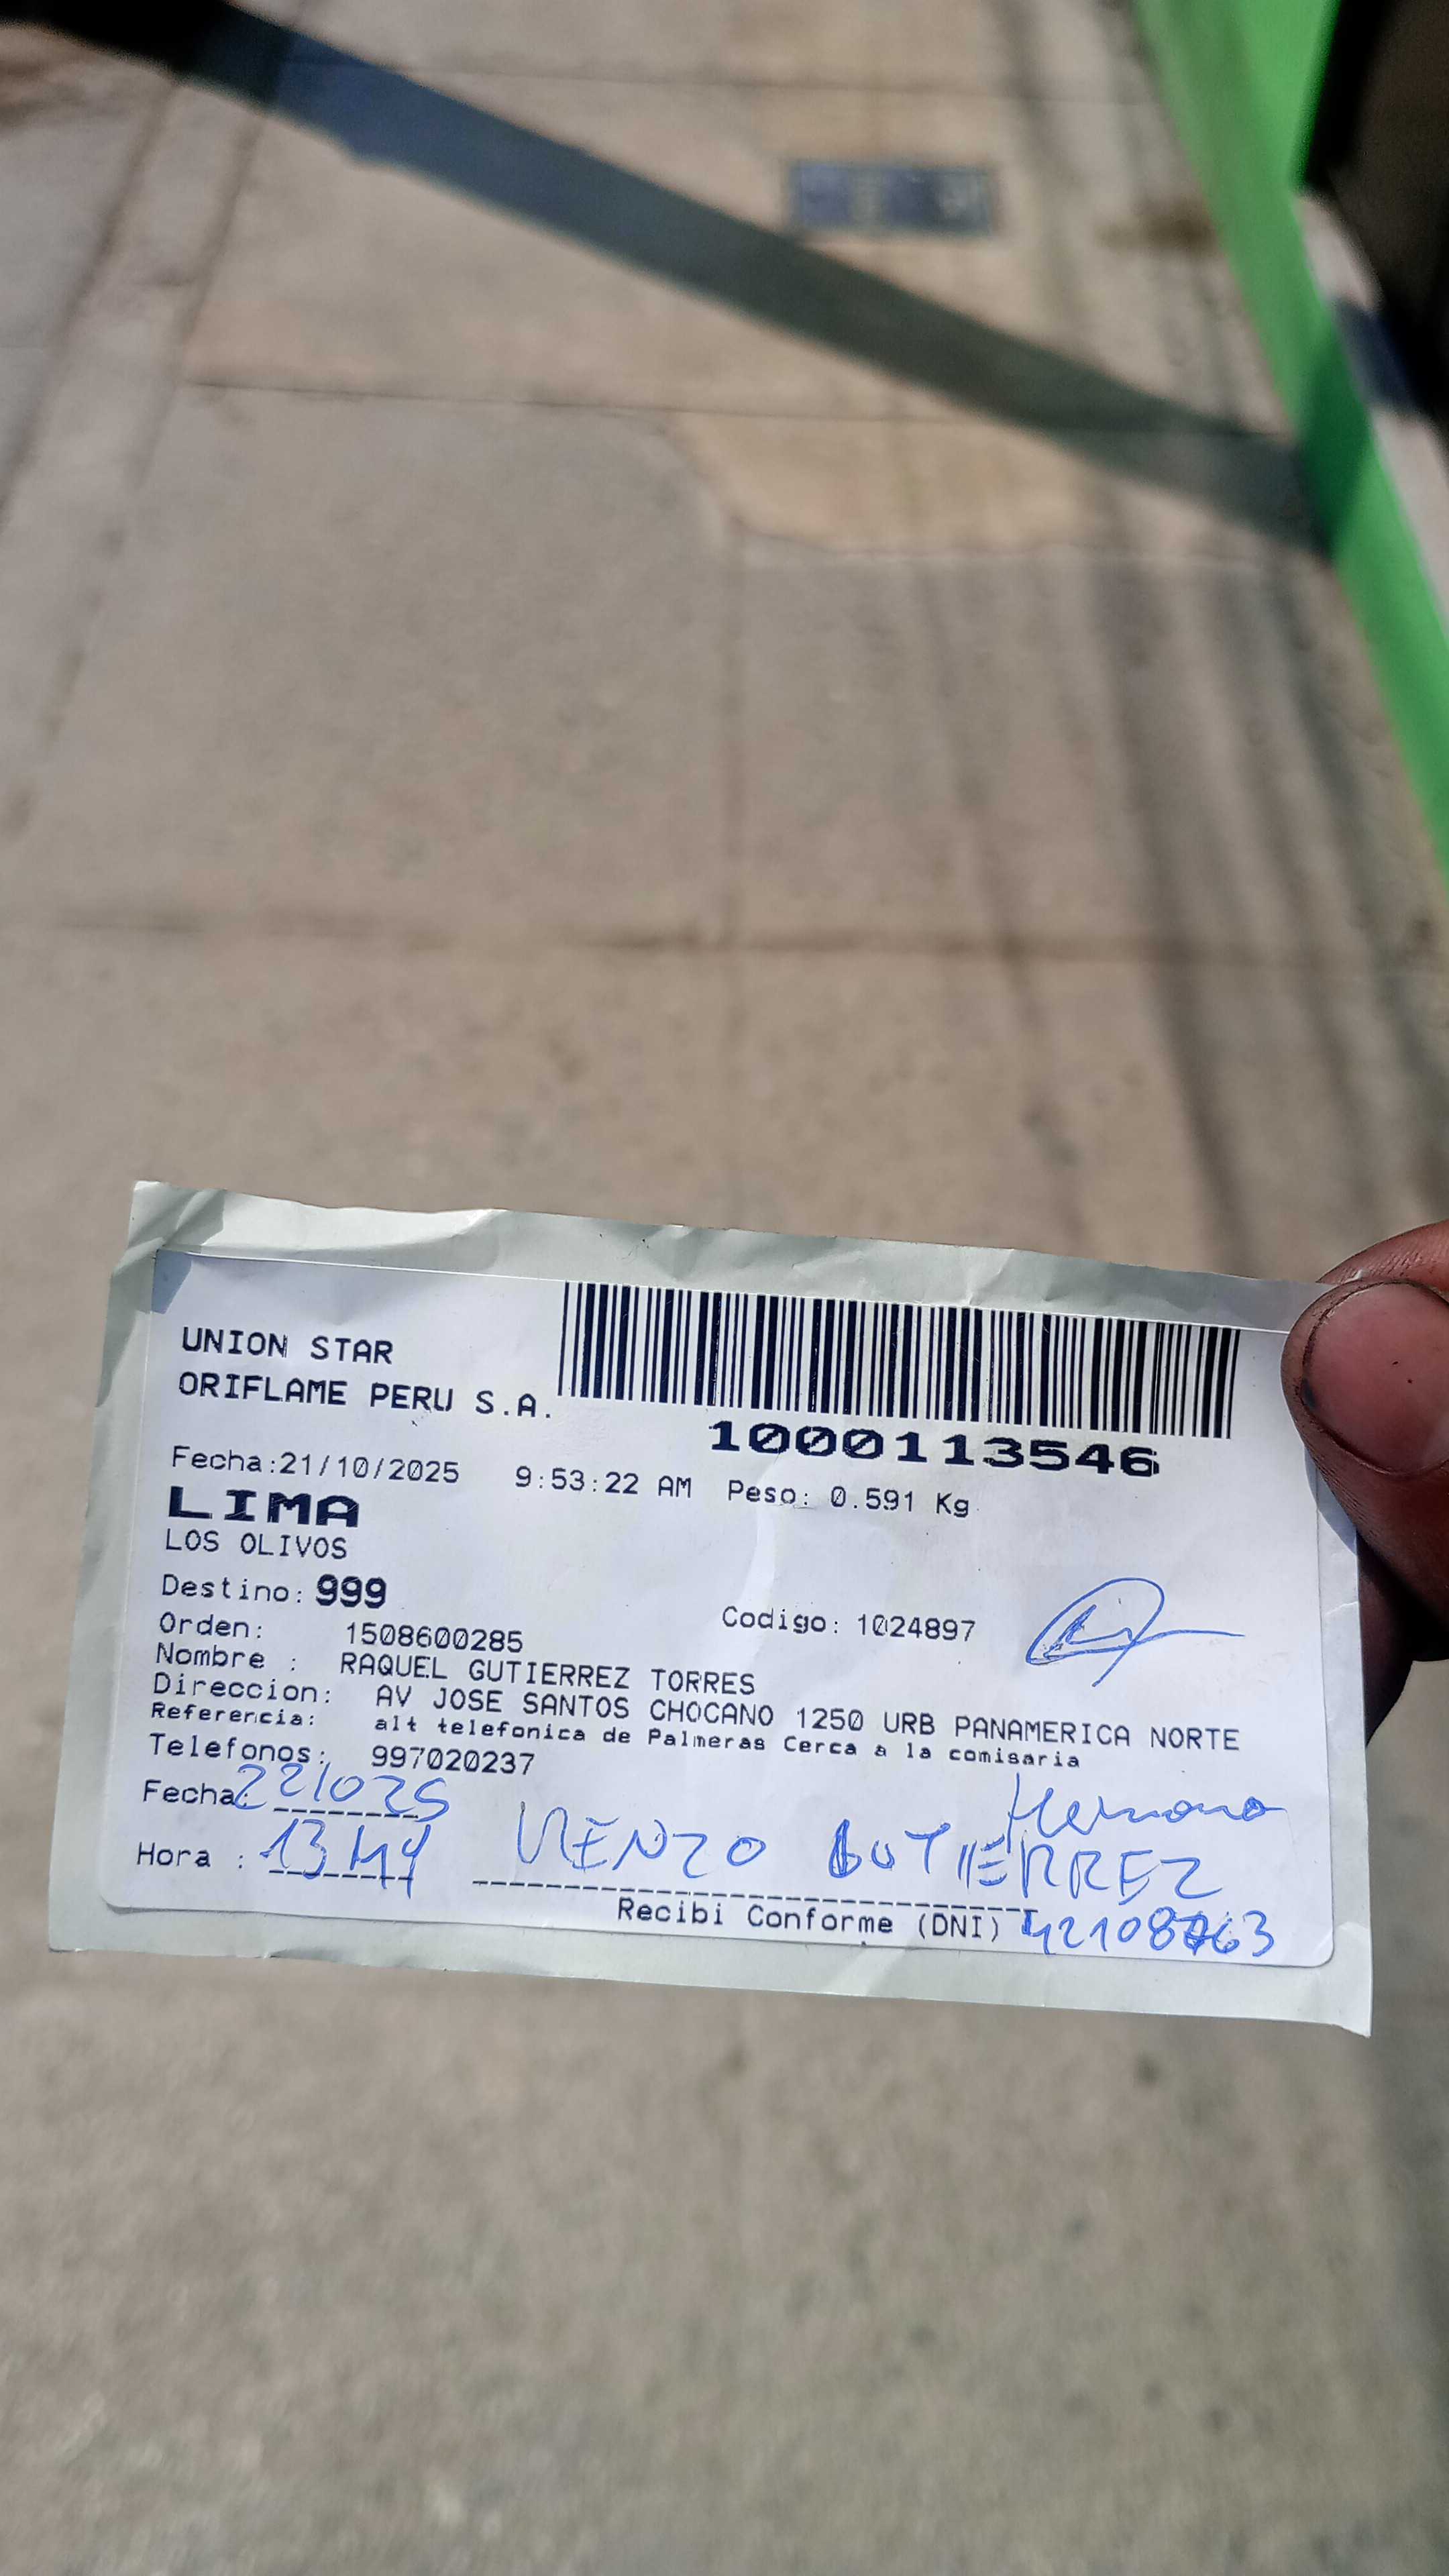 UNION STAR
ORIFLAME PERU S.A.
1000113546
Fecha:21/10/2025 9:53:22 AM Peso: 0.591 Kg
LIMA
LOS OLIVOS
Destino: 999
Orden: 1508600285 Codigo: 1024897
Nombre : RAQUEL GUTIERREZ TORRES
Direccion: AV JOSE SANTOS CHOCANO 1250 URB PANAMERICA NORTE
Referencia: alt telefonica de Palmeras Cerca a la comisaria
Telefonos: 997020237
Fecha: 221025
Hermano
Hora : 13 44 RENZO GUTIERREZ
Recibi Conforme (DNI)